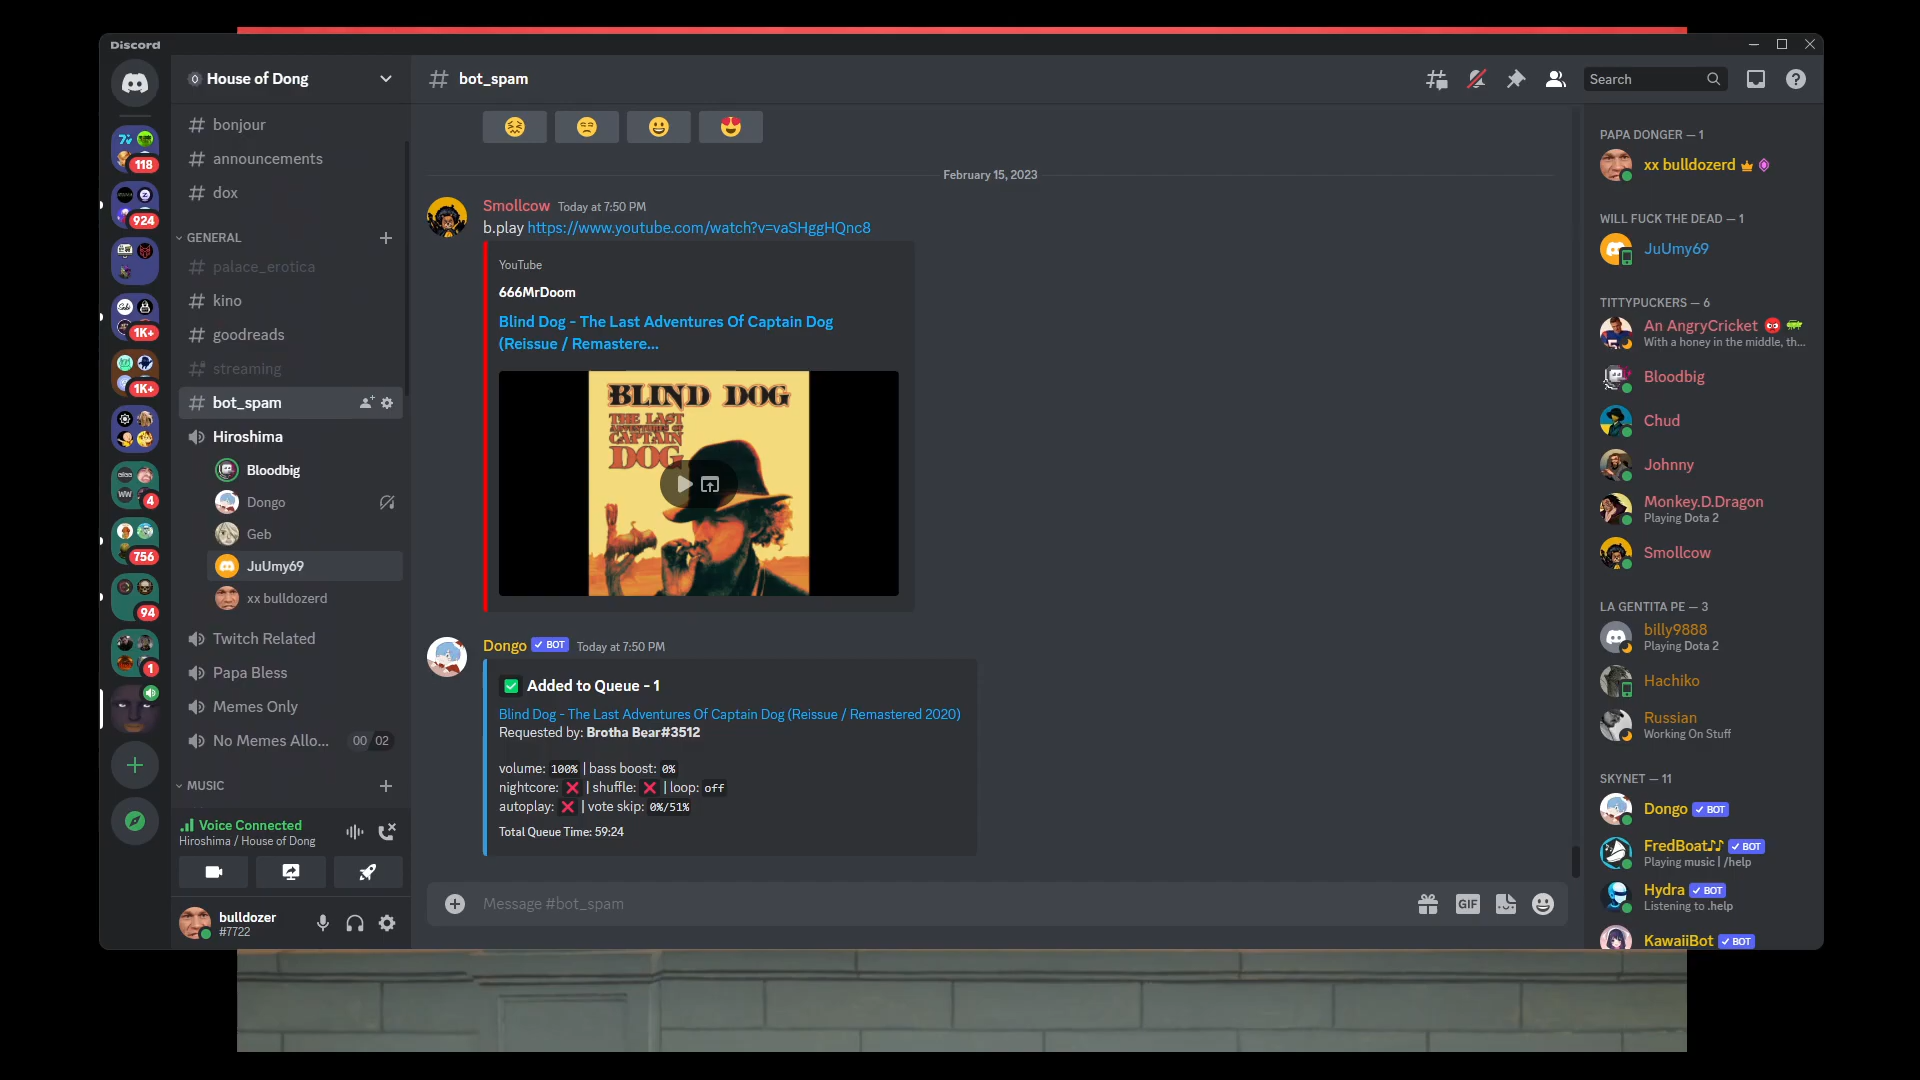 Discord
House of Dong
bot_spam
Search
118
924
1K+
1K+
4
756
94
1
bonjour
announcements
dox
GENERAL
palace_erotica
kino
goodreads
streaming
bot_spam
Hiroshima
Bloodbig
Dongo
Geb
JuUmy69
xx bulldozerd
Twitch Related
Papa Bless
Memes Only
No Memes Allo... 00 02
MUSIC
Voice Connected
Hiroshima / House of Dong
bulldozer
#7722
February 15, 2023
Smollcow Today at 7:50 PM
b.play https://www.youtube.com/watch?v=vaSHggHQnc8
YouTube
666MrDoom
Blind Dog - The Last Adventures Of Captain Dog
(Reissue / Remastere...
BLIND DOG
THE LAST
ADVENTURES OF
CAPTAIN
DOG
Dongo BOT Today at 7:50 PM
Added to Queue - 1
Blind Dog - The Last Adventures Of Captain Dog (Reissue / Remastered 2020)
Requested by: Brotha Bear#3512
volume: 100% | bass boost: 0%
nightcore: ❌ | shuffle: ❌ | loop: off
autoplay: ❌ | vote skip: 0%/51%
Total Queue Time: 59:24
Message #bot_spam
GIF
PAPA DONGER — 1
xx bulldozerd
WILL FUCK THE DEAD — 1
JuUmy69
TITTYPUCKERS — 6
An AngryCricket
With a honey in the middle, th...
Bloodbig
Chud
Johnny
Monkey.D.Dragon
Playing Dota 2
Smollcow
LA GENTITA PE — 3
billy9888
Playing Dota 2
Hachiko
Russian
Working On Stuff
SKYNET — 11
Dongo BOT
FredBoat♪♪ BOT
Playing music | /help
Hydra BOT
Listening to .help
KawaiiBot BOT